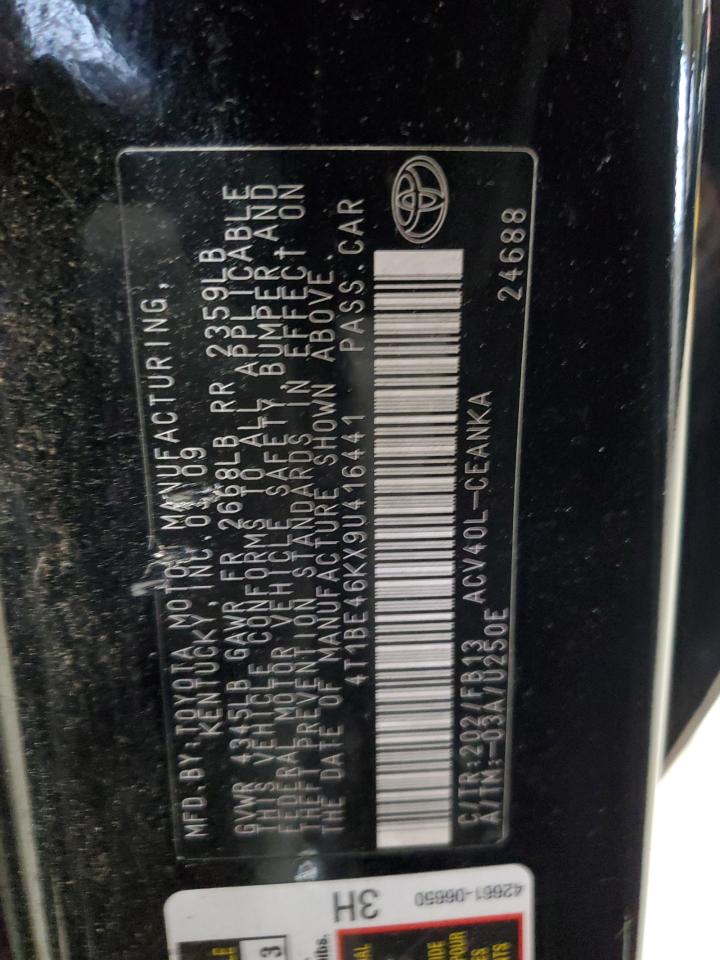 MFD.BY:TOYOTA MOTOR MANUFACTURING,
KENTUCKY, INC. 09
GVWR 4345LB GAWR FR 2668LB RR 2359LB
THIS VEHICLE CONFORMS TO ALL APPLICABLE
FEDERAL MOTOR VEHICLE SAFETY,BUMPER AND
THEFT PREVENTION STANDARDS IN EFFECT ON
THE DATE OF MANUFACTURE SHOWN ABOVE.
4T1BE46KX9U416441 PASS.CAR
C/TR:202/FB13 ACV40L-CEANKA
A/TM:-03A/U250E 24688
42661-06650
3H
3